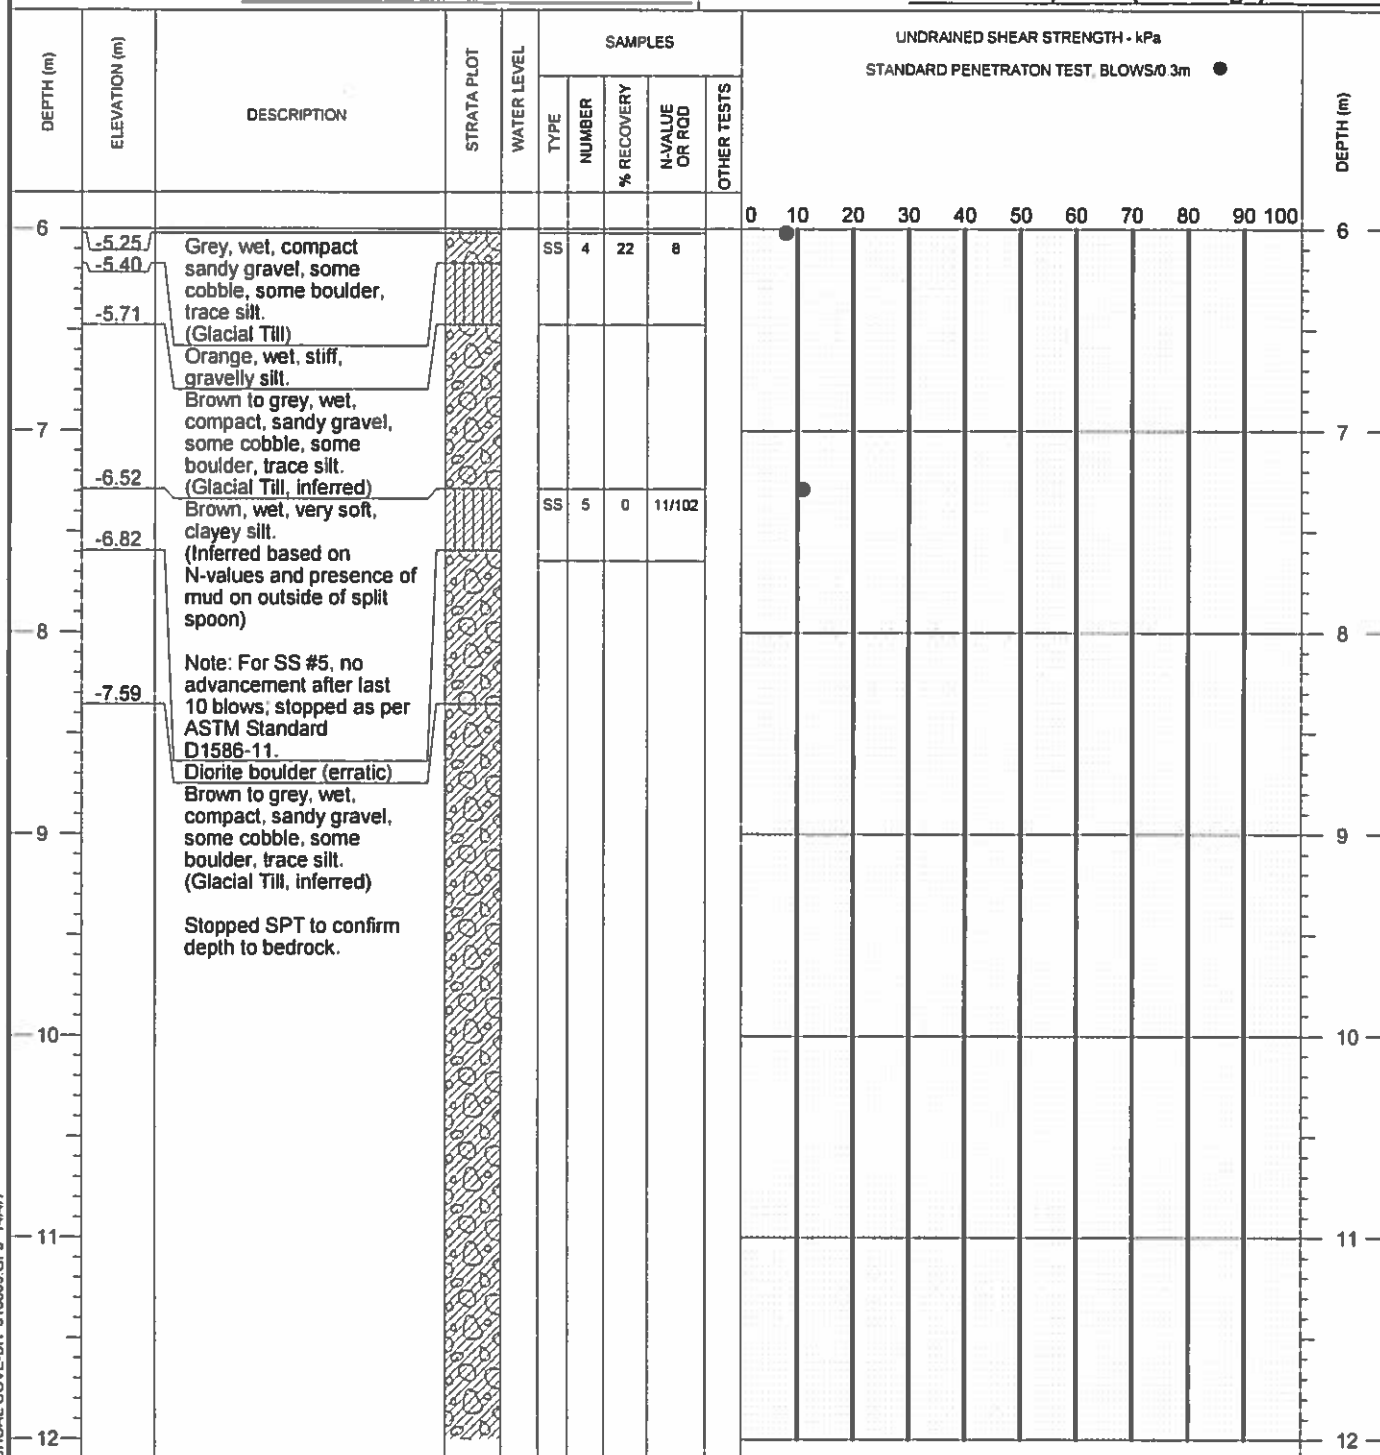 DEPTH (m)
ELEVATION (m)
DESCRIPTION
STRATA PLOT
WATER LEVEL
SAMPLES
TYPE
NUMBER
% RECOVERY
N-VALUE
OR RQD
OTHER TESTS
UNDRAINED SHEAR STRENGTH - kPa
STANDARD PENETRATON TEST, BLOWS/0.3m
DEPTH (m)
0 10 20 30 40 50 60 70 80 90 100
6
7
8
9
10
11
12
-5.25
-5.40
-5.71
-6.52
-6.82
-7.59
Grey, wet, compact
sandy gravel, some
cobble, some boulder,
trace silt.
(Glacial Till)
Orange, wet, stiff,
gravelly silt.
Brown to grey, wet,
compact, sandy gravel,
some cobble, some
boulder, trace silt.
(Glacial Till, inferred)
Brown, wet, very soft,
clayey silt.
(Inferred based on
N-values and presence of
mud on outside of split
spoon)
Note: For SS #5, no
advancement after last
10 blows; stopped as per
ASTM Standard
D1586-11.
Diorite boulder (erratic)
Brown to grey, wet,
compact, sandy gravel,
some cobble, some
boulder, trace silt.
(Glacial Till, inferred)
Stopped SPT to confirm
depth to bedrock.
SS 4 22 8
SS 5 0 11/102
6
7
8
9
10
11
12